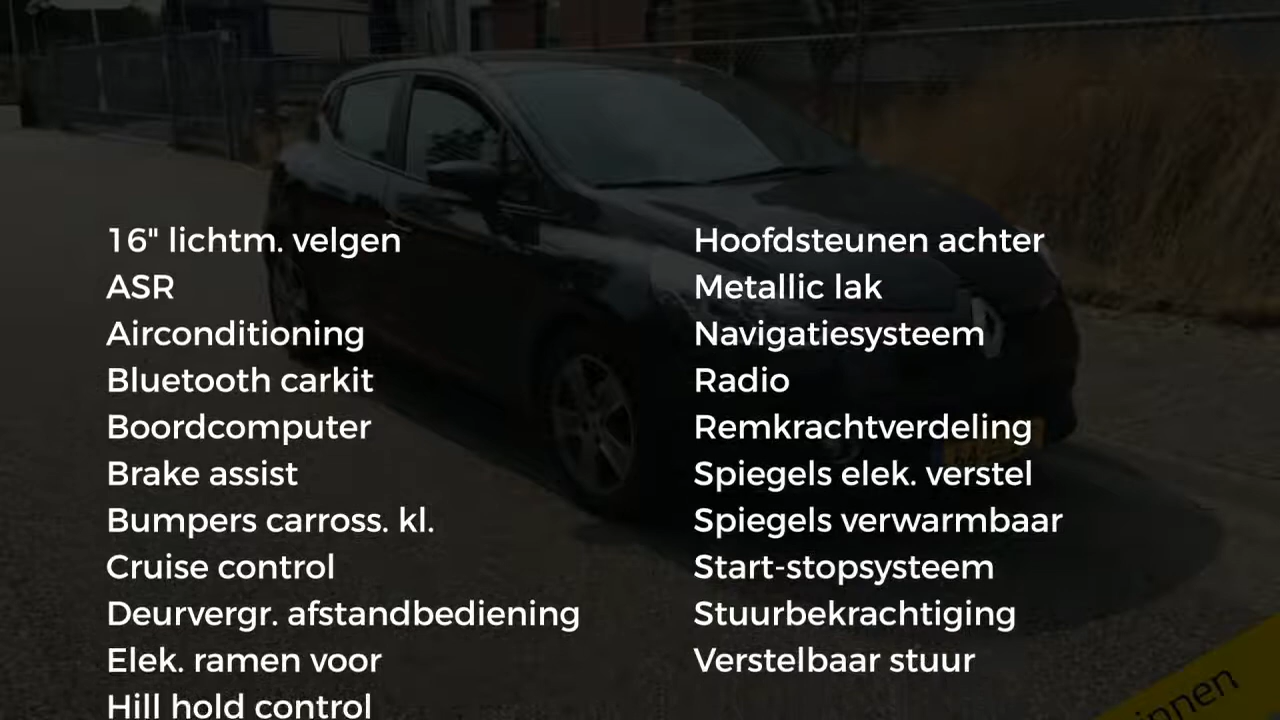 16" lichtm. velgen
ASR
Airconditioning
Bluetooth carkit
Boordcomputer
Brake assist
Bumpers carross. kl.
Cruise control
Deurvergr. afstandbediening
Elek. ramen voor
Hill hold control
Hoofdsteunen achter
Metallic lak
Navigatiesysteem
Radio
Remkrachtverdeling
Spiegels elek. verstel
Spiegels verwarmbaar
Start-stopsysteem
Stuurbekrachtiging
Verstelbaar stuur